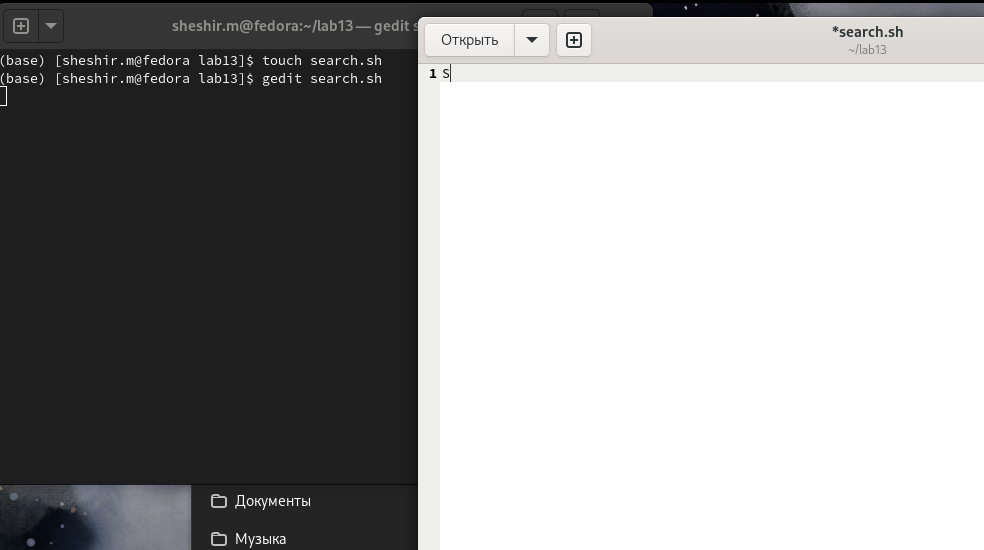 sheshir.m@fedora:~/lab13 — gedit s
(base) [sheshir.m@fedora lab13]$ touch search.sh
(base) [sheshir.m@fedora lab13]$ gedit search.sh
Открыть
*search.sh
~/lab13
1 S
Документы
Музыка